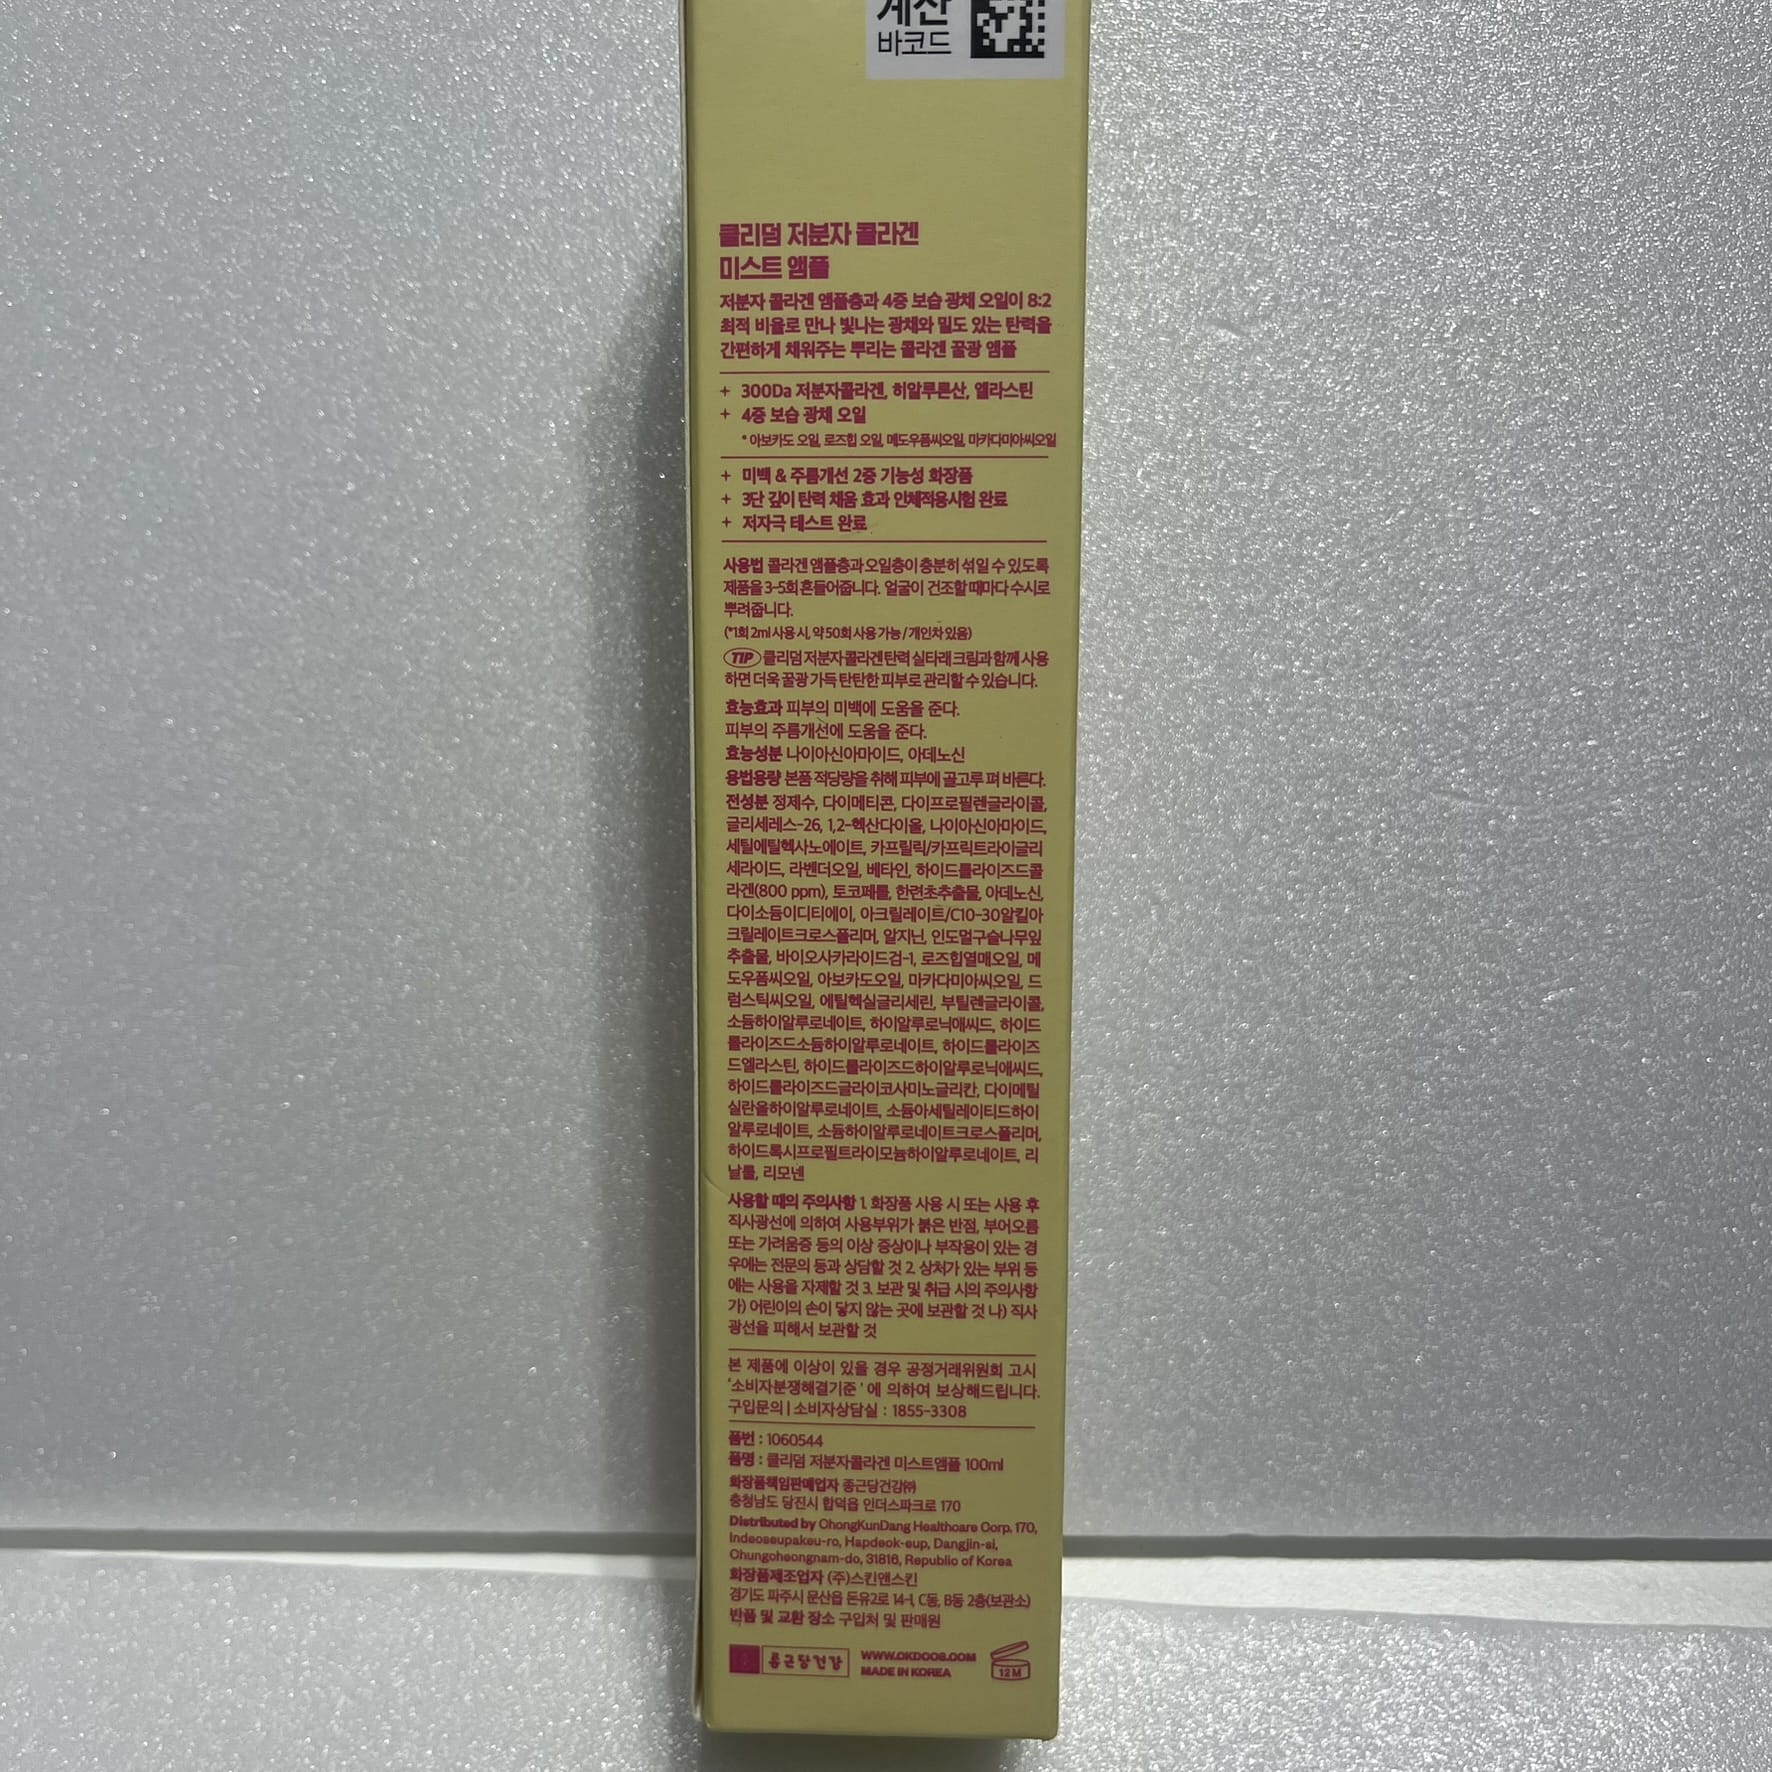 계산
바코드
클리덤 저분자 콜라겐
미스트 앰플
저분자 콜라겐 앰플층과 4중 보습 광채 오일이 8:2
최적 비율로 만나 빛나는 광채와 밀도 있는 탄력을
간편하게 채워주는 뿌리는 콜라겐 꿀광 앰플
+ 300Da 저분자콜라겐, 히알루론산, 엘라스틴
+ 4중 보습 광채 오일
* 아보카도 오일, 로즈힙 오일, 메도우폼씨오일, 마카다미아씨오일
+ 미백 & 주름개선 2중 기능성 화장품
+ 3단 깊이 탄력 채움 효과 인체적용시험 완료
+ 저자극 테스트 완료
사용법 콜라겐 앰플층과 오일층이 충분히 섞일 수 있도록
제품을 3-5회 흔들어줍니다. 얼굴이 건조할 때마다 수시로
뿌려줍니다.
(*1회 2ml 사용 시, 약 50회 사용 가능 / 개인차 있음)
TIP 클리덤 저분자 콜라겐 탄력 실타래 크림과 함께 사용
하면 더욱 꿀광 가득 탄탄한 피부로 관리할 수 있습니다.
효능효과 피부의 미백에 도움을 준다.
피부의 주름개선에 도움을 준다.
효능성분 나이아신아마이드, 아데노신
용법용량 본품 적당량을 취해 피부에 골고루 펴 바른다.
전성분 정제수, 다이메티콘, 다이프로필렌글라이콜,
글리세레스-26, 1,2-헥산다이올, 나이아신아마이드,
세틸에틸헥사노에이트, 카프릴릭/카프릭트라이글리
세라이드, 라벤더오일, 베타인, 하이드롤라이즈드콜
라겐(800 ppm), 토코페롤, 한련초추출물, 아데노신,
다이소듐이디티에이, 아크릴레이트/C10-30알킬아
크릴레이트크로스폴리머, 알지닌, 인도멀구슬나무잎
추출물, 바이오사카라이드검-1, 로즈힙열매오일, 메
도우폼씨오일, 아보카도오일, 마카다미아씨오일, 드
럼스틱씨오일, 에틸헥실글리세린, 부틸렌글라이콜,
소듐하이알루로네이트, 하이알루로닉애씨드, 하이드
롤라이즈드소듐하이알루로네이트, 하이드롤라이즈
드엘라스틴, 하이드롤라이즈드하이알루로닉애씨드,
하이드롤라이즈드글라이코사미노글리칸, 다이메틸
실란올하이알루로네이트, 소듐아세틸레이티드하이
알루로네이트, 소듐하이알루로네이트크로스폴리머,
하이드록시프로필트라이모늄하이알루로네이트, 리
날룰, 리모넨
사용할 때의 주의사항 1. 화장품 사용 시 또는 사용 후
직사광선에 의하여 사용부위가 붉은 반점, 부어오름
또는 가려움증 등의 이상 증상이나 부작용이 있는 경
우에는 전문의 등과 상담할 것 2. 상처가 있는 부위 등
에는 사용을 자제할 것 3. 보관 및 취급 시의 주의사항
가) 어린이의 손이 닿지 않는 곳에 보관할 것 나) 직사
광선을 피해서 보관할 것
본 제품에 이상이 있을 경우 공정거래위원회 고시
'소비자분쟁해결기준'에 의하여 보상해드립니다.
구입문의 | 소비자상담실 : 1855-3308
품번 : 1060544
품명 : 클리덤 저분자콜라겐 미스트앰플 100ml
화장품책임판매업자 종근당건강㈜
충청남도 당진시 합덕읍 인더스파크로 170
Distributed by ChongKunDang Healthcare Corp. 170,
Indeoseupakeu-ro, Hapdeok-eup, Dangjin-si,
Chungcheongnam-do, 31816, Republic of Korea
화장품제조업자 (주)스킨앤스킨
경기도 파주시 문산읍 돈유2로 14-1, C동, B동 2층(보관소)
반품 및 교환 장소 구입처 및 판매원
종근당건강 WWW.CKDOOB.COM
MADE IN KOREA
12 M